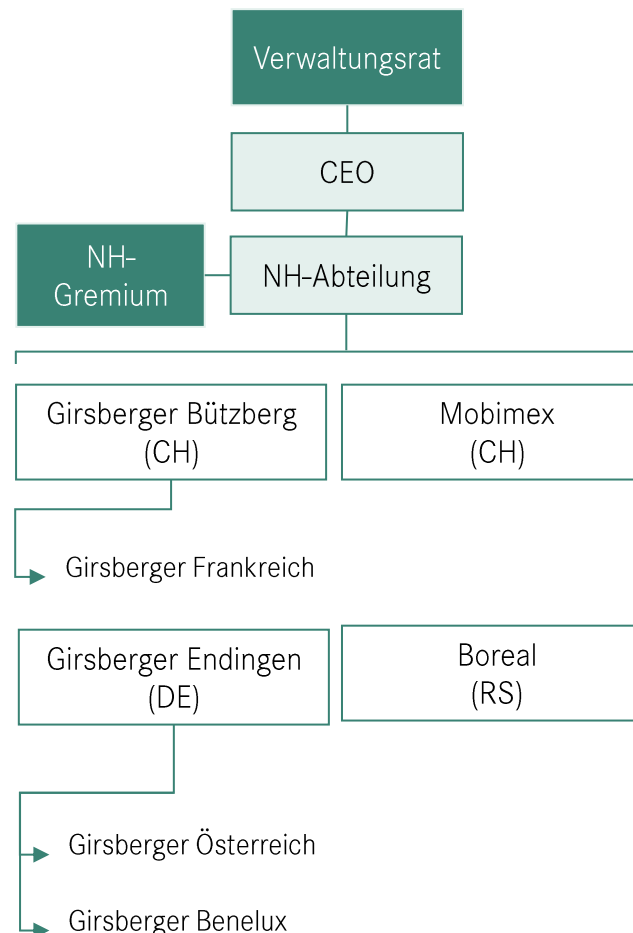 Verwaltungsrat
CEO
NH-
Gremium
NH-Abteilung
Girsberger Bützberg
(CH)
Mobimex
(CH)
Girsberger Frankreich
Girsberger Endingen
(DE)
Boreal
(RS)
Girsberger Österreich
Girsberger Benelux